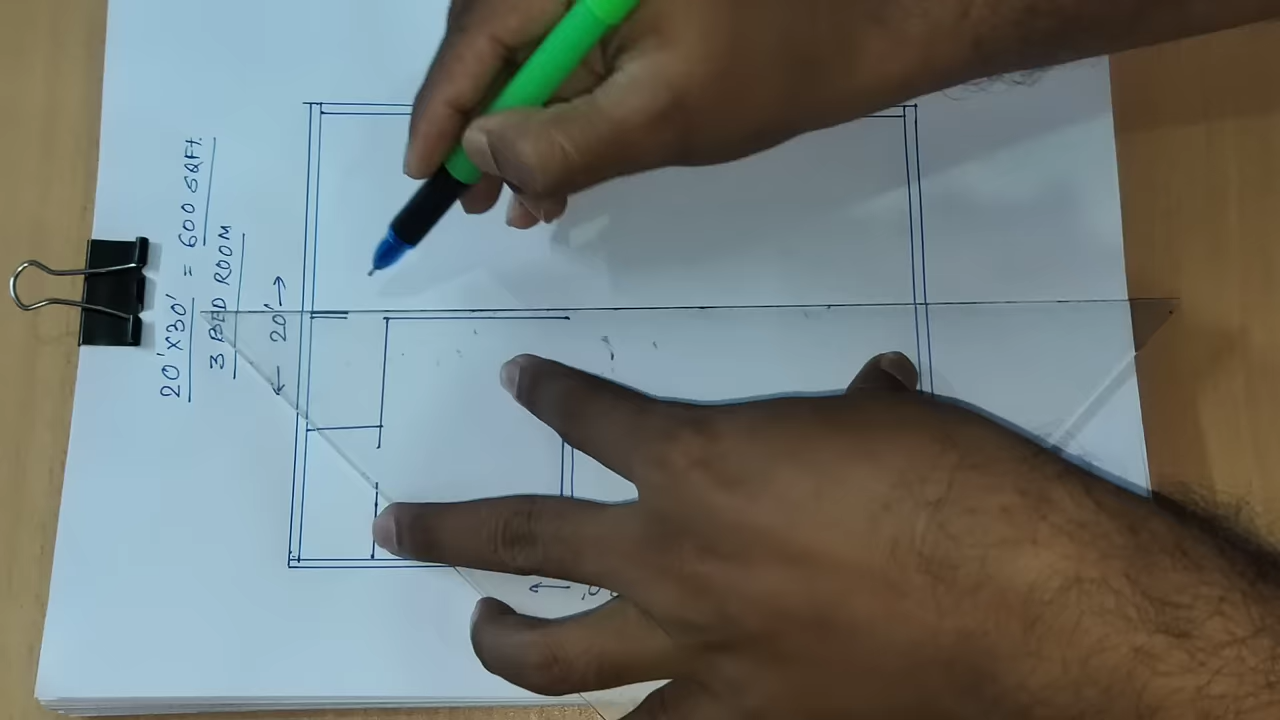 20'X30' = 600 SQFT.
3 BED ROOM
← 20' →